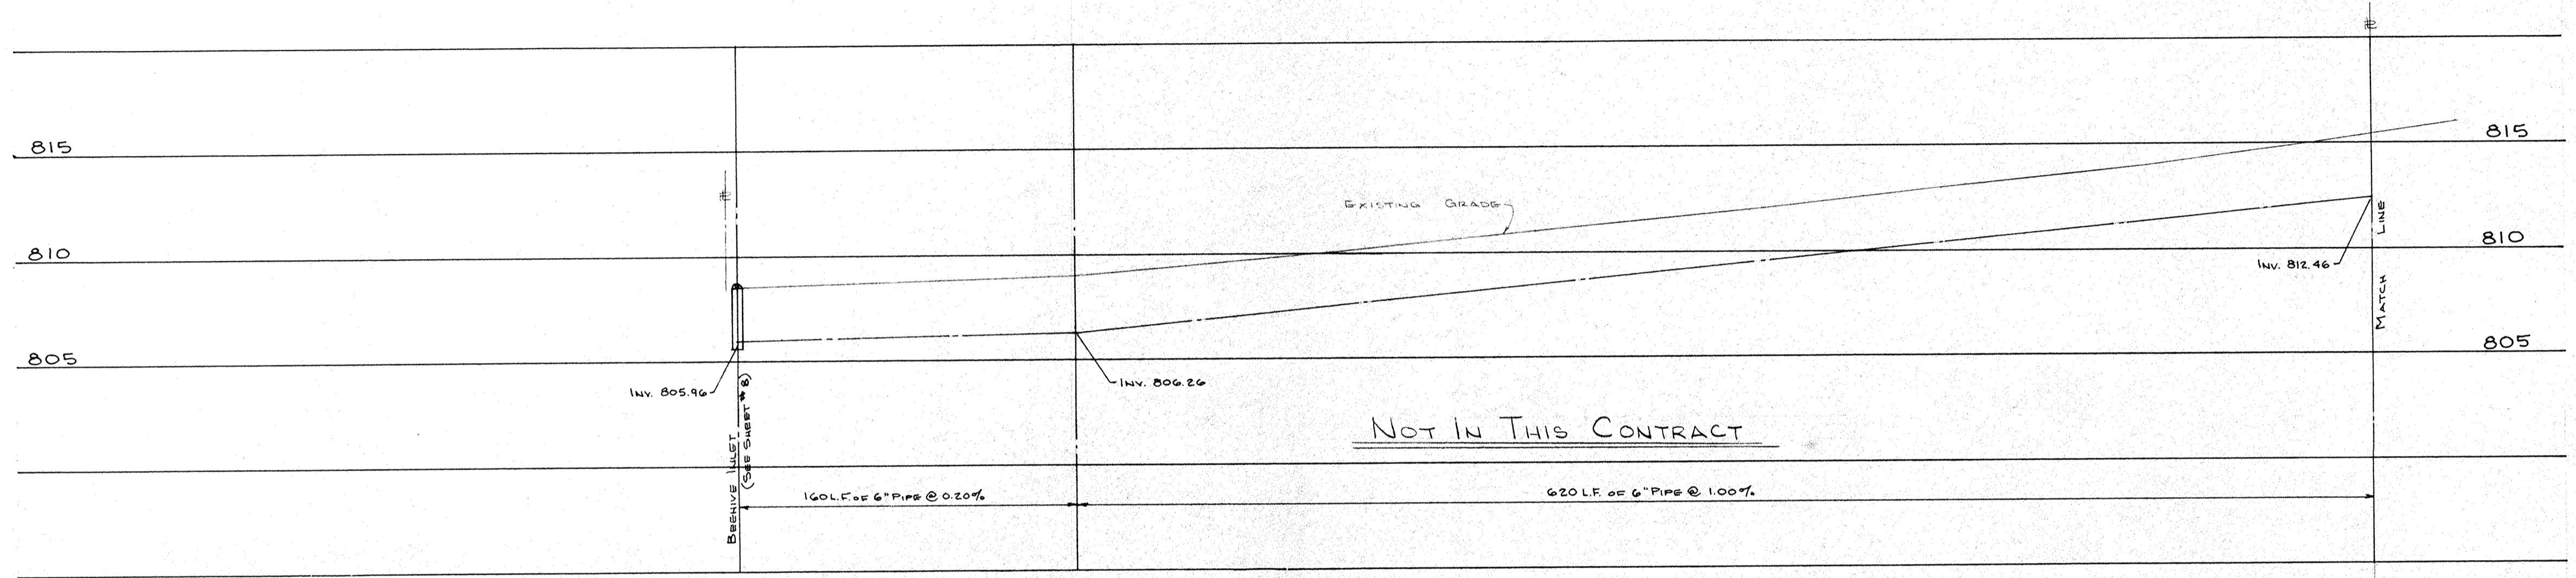 815
815
EXISTING GRADE
810
810
INV. 812.46
MATCH LINE
805
805
INV. 805.96
INV. 806.26
BEEHIVE INLET
(SEE SHEET # 8)
NOT IN THIS CONTRACT
160 L.F. OF 6" PIPE @ 0.20%
620 L.F. OF 6" PIPE @ 1.00%